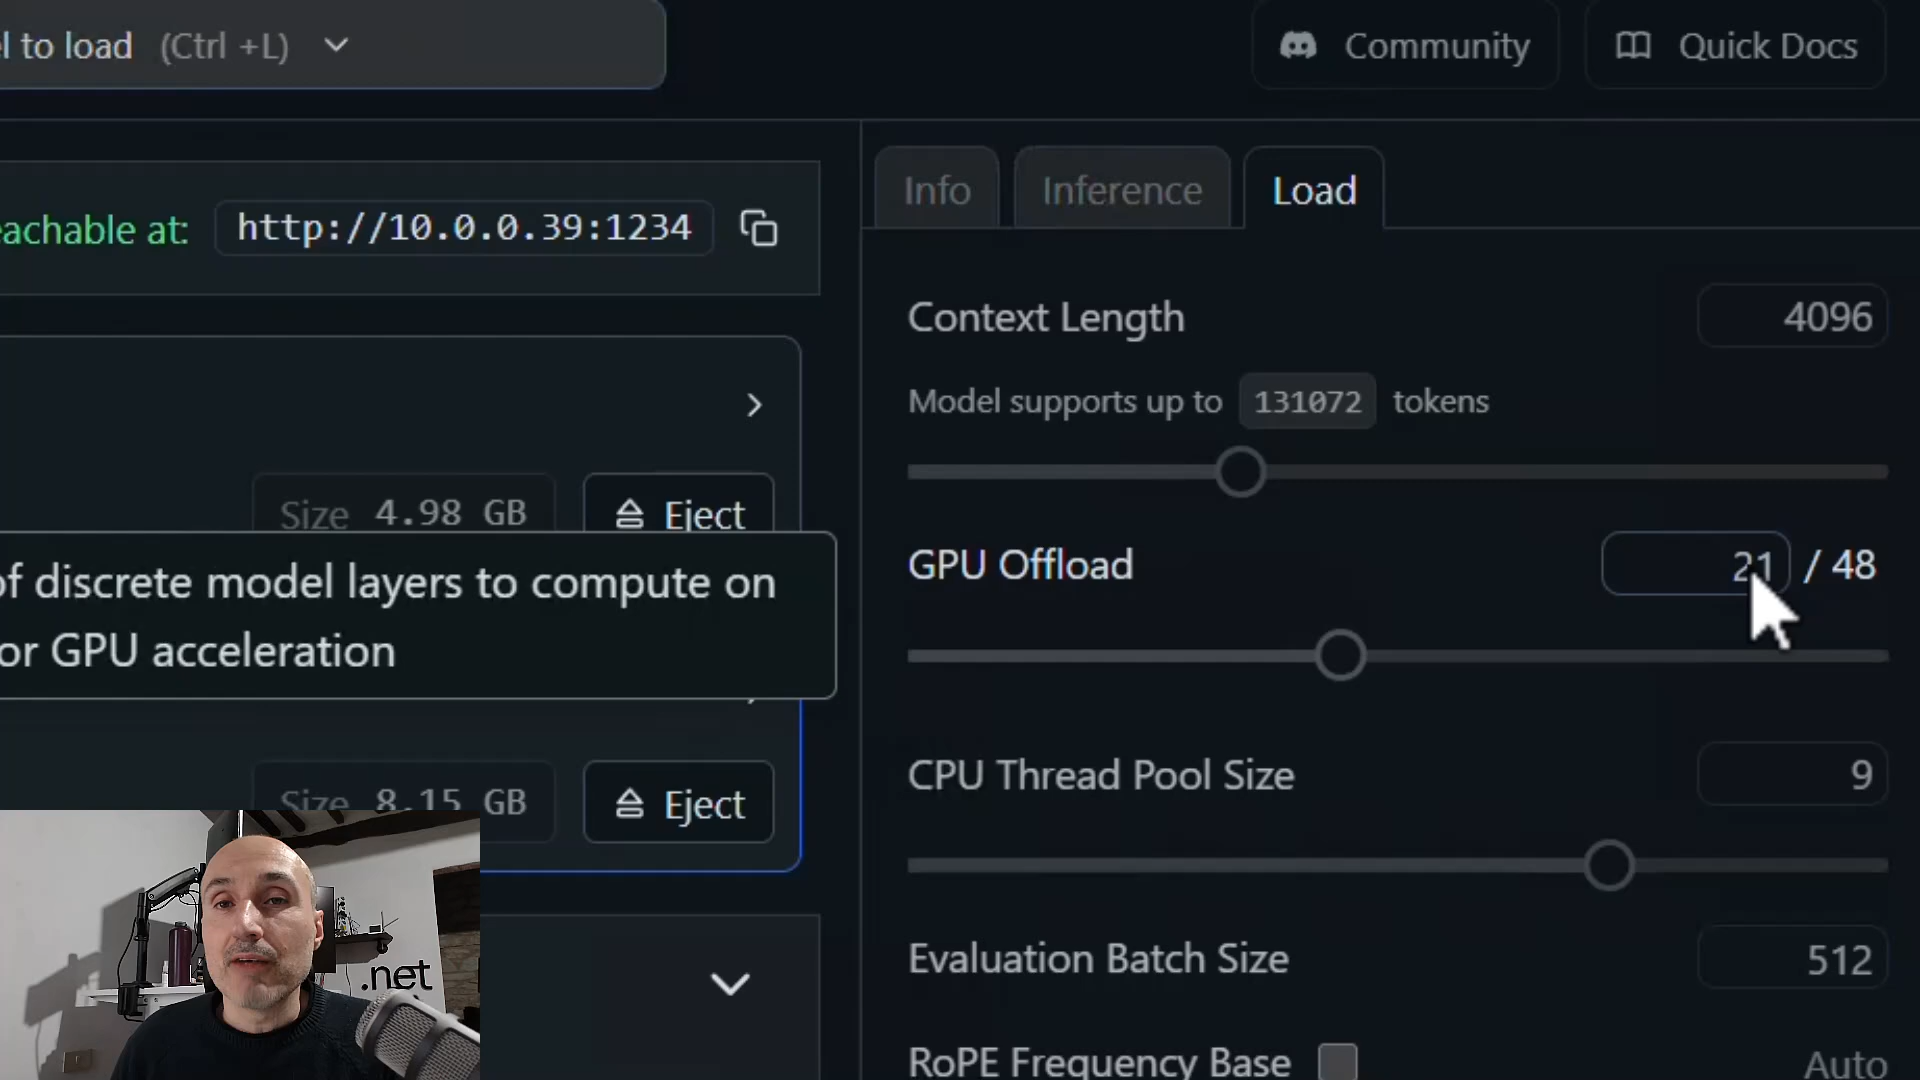 l to load (Ctrl +L)
Community
Quick Docs
eachable at: http://10.0.0.39:1234
Info
Inference
Load
Context Length 4096
Model supports up to 131072 tokens
Size 4.98 GB
Eject
of discrete model layers to compute on
or GPU acceleration
GPU Offload 21 / 48
Size 8.15 GB
Eject
CPU Thread Pool Size 9
Evaluation Batch Size 512
RoPE Frequency Base Auto
.net